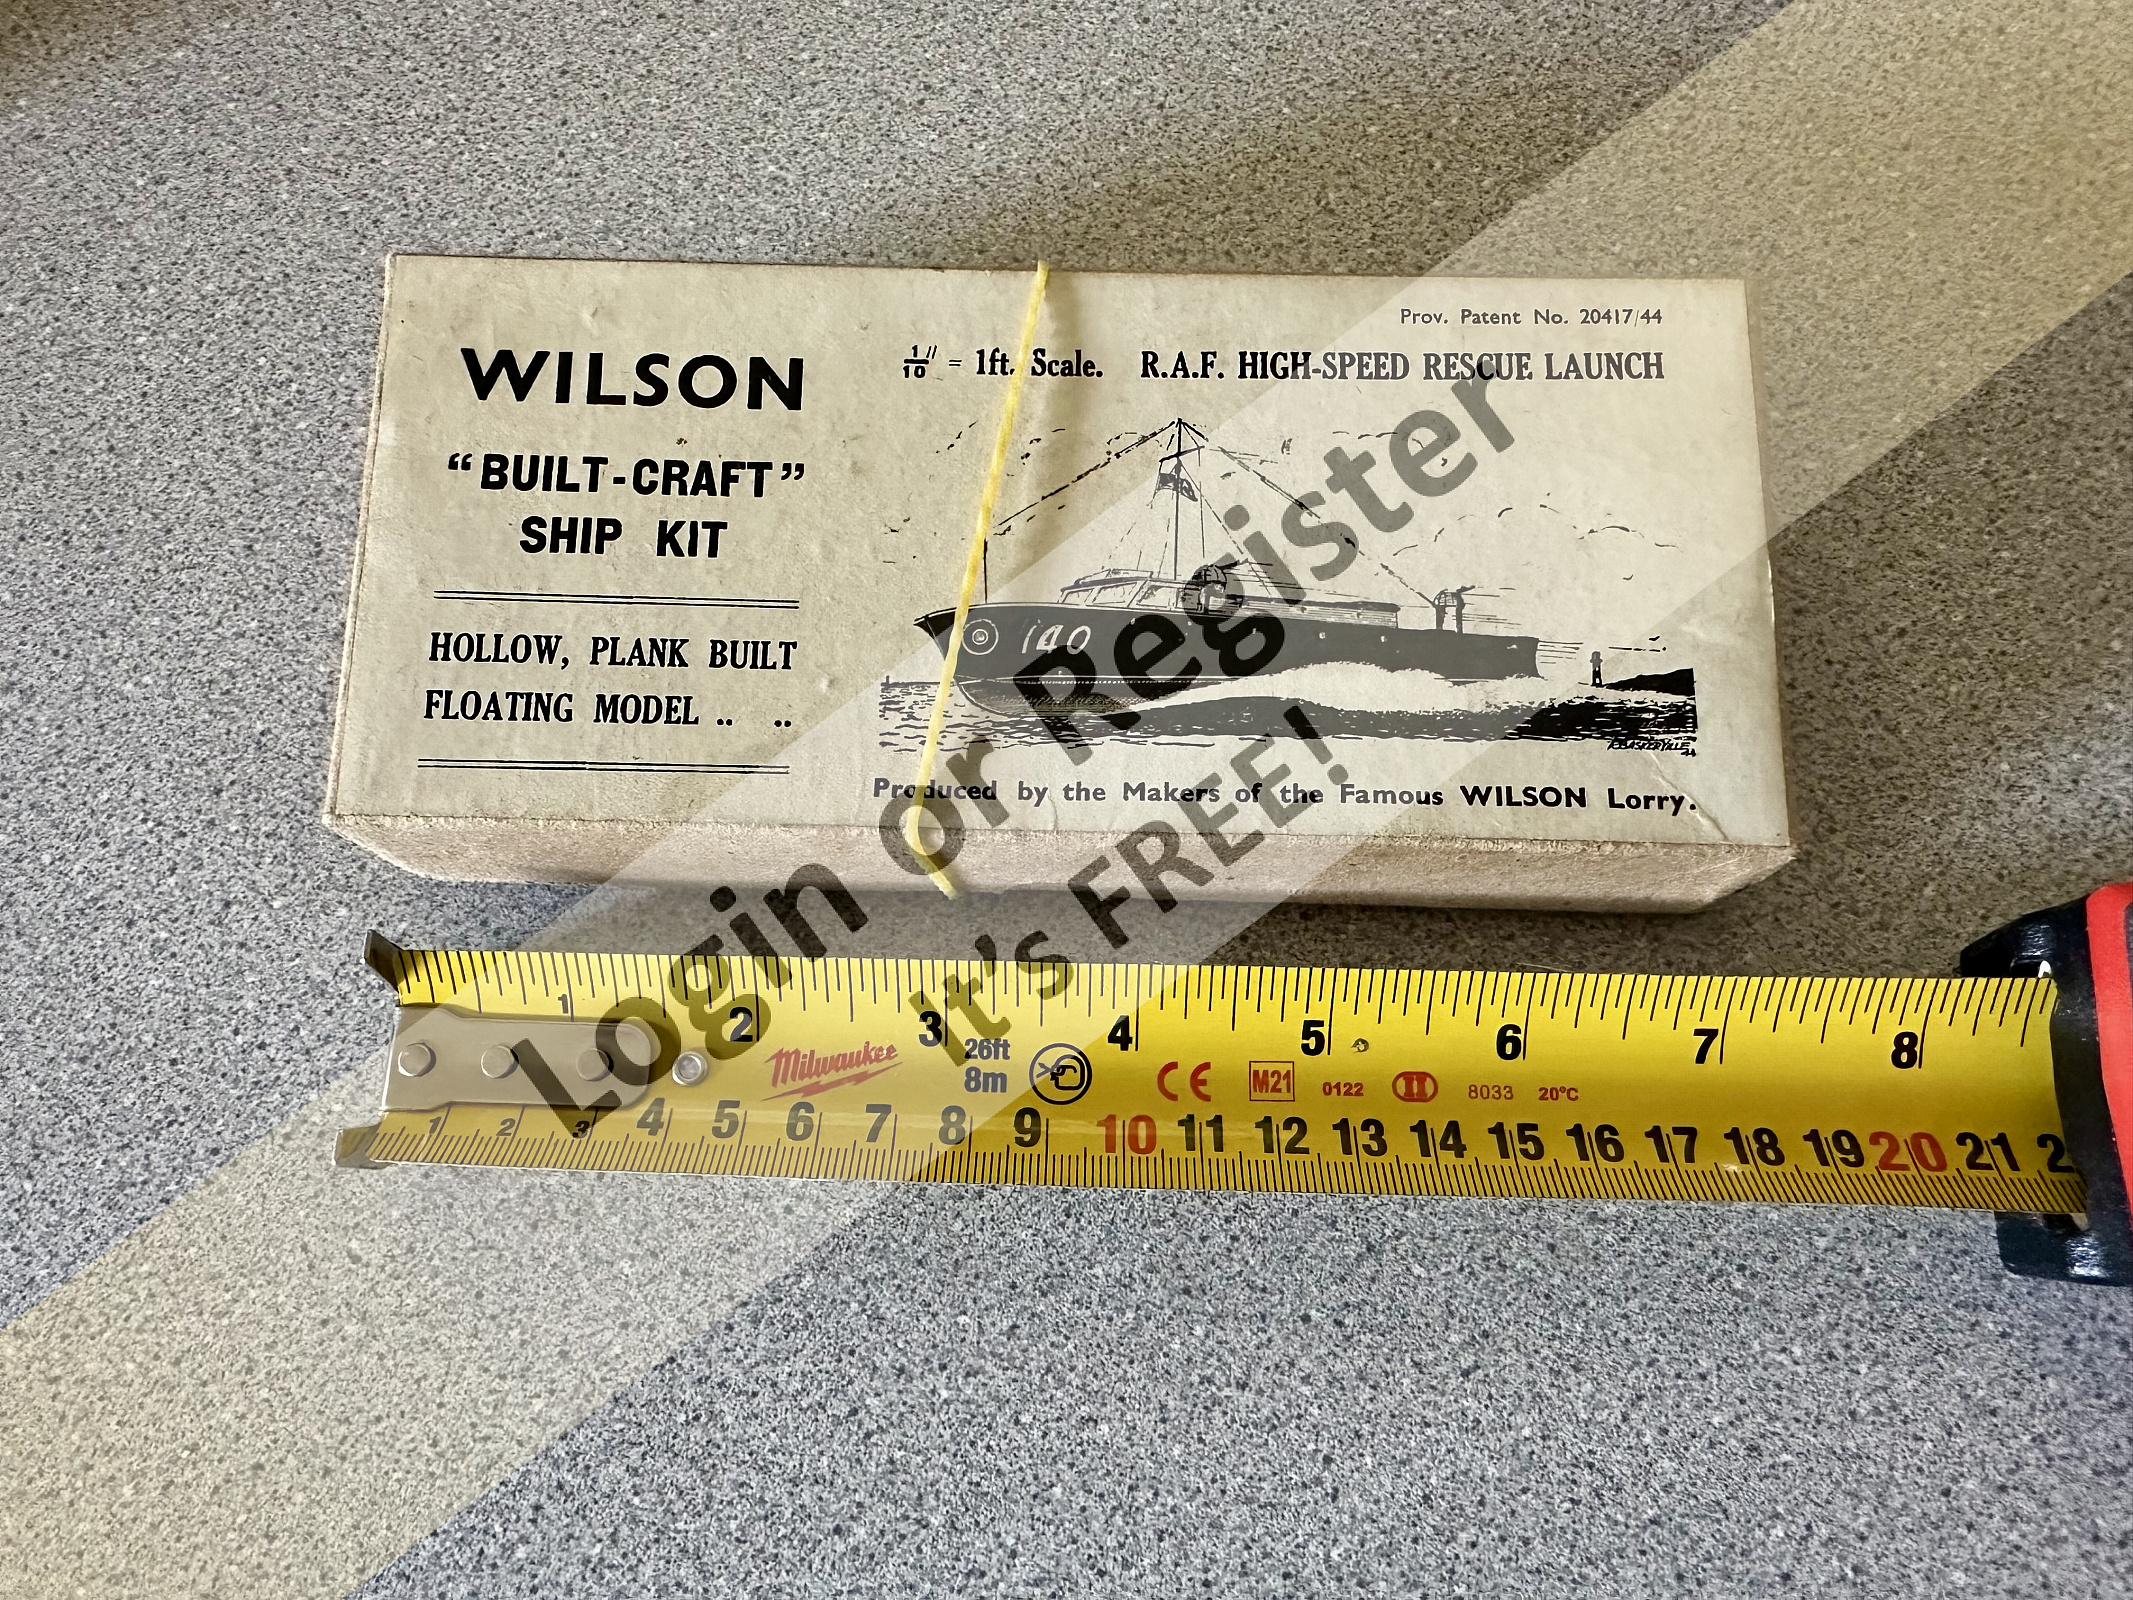 Prov. Patent No. 20417/44
WILSON
1/10" = 1ft. Scale. R.A.F. HIGH-SPEED RESCUE LAUNCH
"BUILT-CRAFT"
SHIP KIT
HOLLOW, PLANK BUILT
FLOATING MODEL .. ..
140
R.BASKERVILLE
Produced by the Makers of the Famous WILSON Lorry.
Login or Register
It's FREE!
1 2 3 4 5 6 7 8
Milwaukee
26ft
8m
CE M21 0122 II 8033 20°C
1 2 3 4 5 6 7 8 9 10 11 12 13 14 15 16 17 18 19 20 21 2